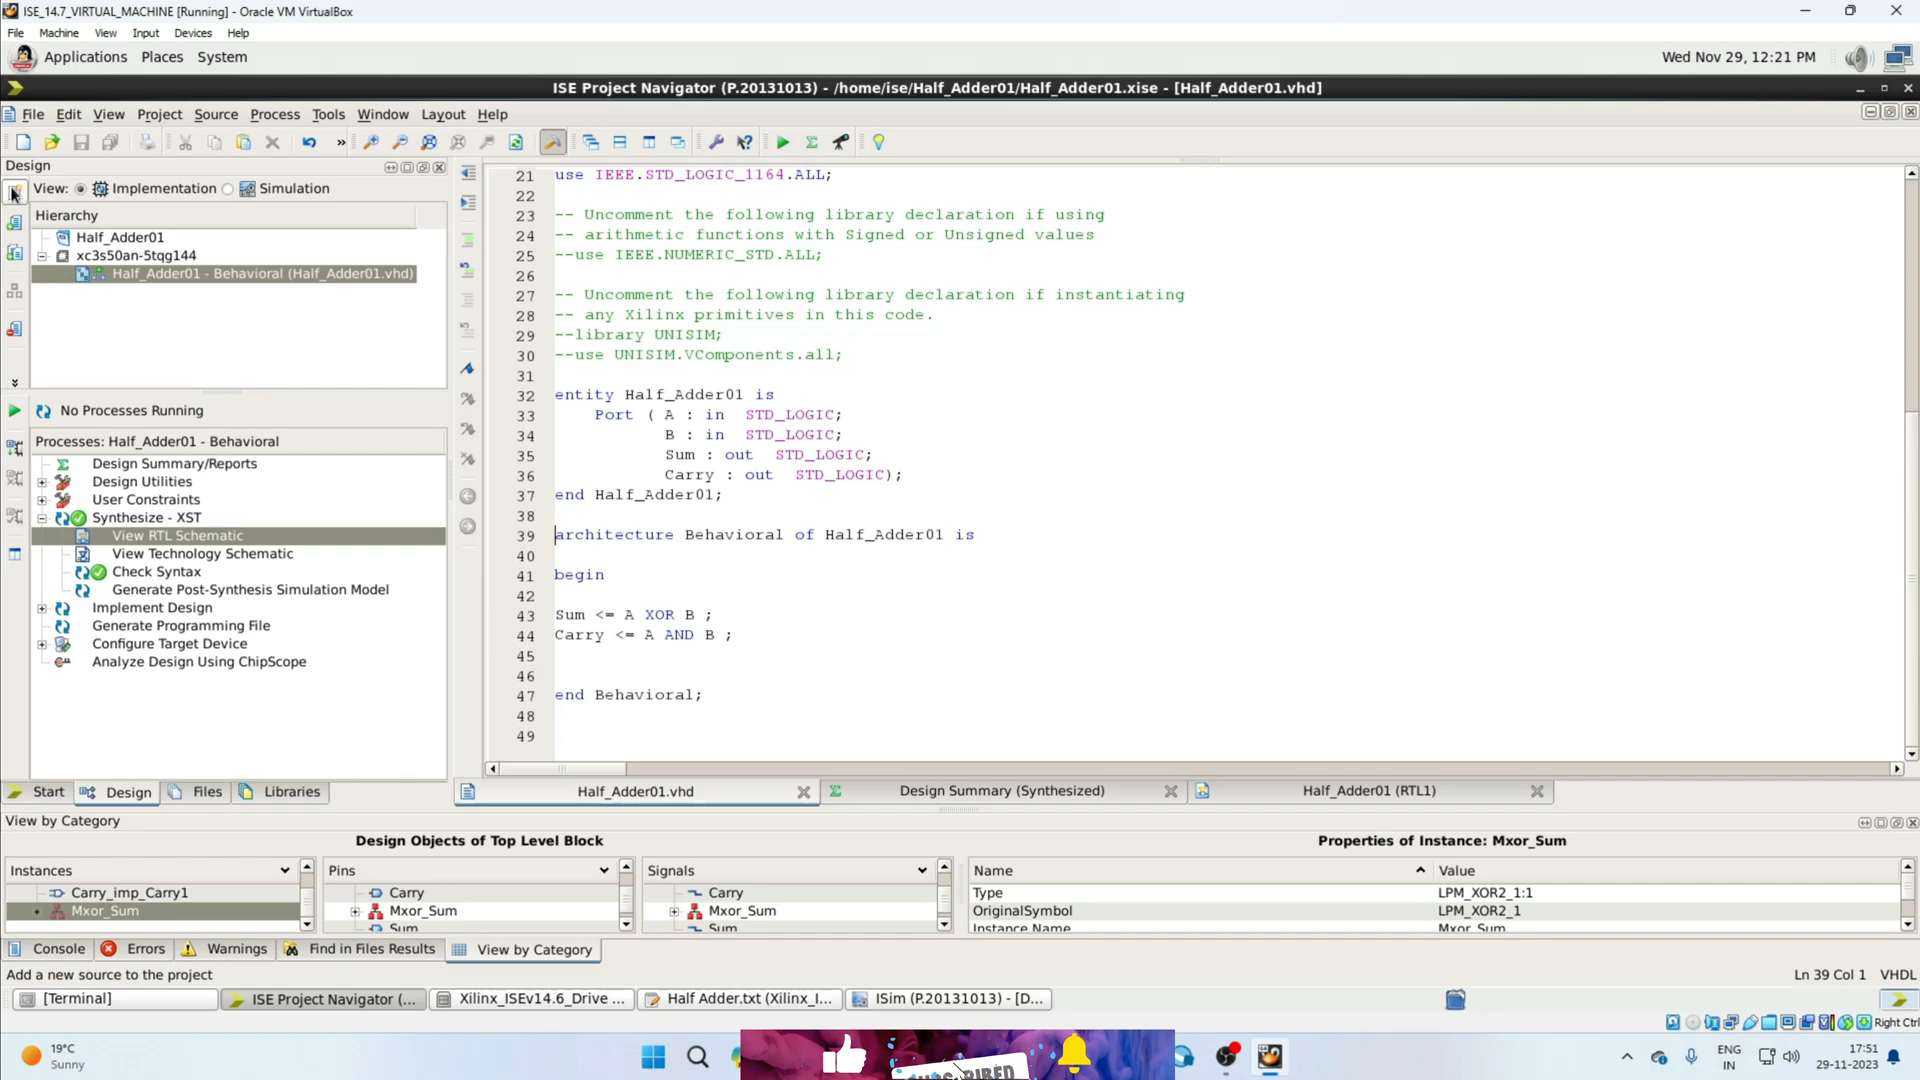 ISE_14.7_VIRTUAL_MACHINE [Running] - Oracle VM VirtualBox
File Machine View Input Devices Help
Applications Places System
Wed Nov 29, 12:21 PM
ISE Project Navigator (P.20131013) - /home/ise/Half_Adder01/Half_Adder01.xise - [Half_Adder01.vhd]
File Edit View Project Source Process Tools Window Layout Help
Design
View: Implementation Simulation
Hierarchy
Half_Adder01
xc3s50an-5tqg144
Half_Adder01 - Behavioral (Half_Adder01.vhd)
No Processes Running
Processes: Half_Adder01 - Behavioral
Design Summary/Reports
Design Utilities
User Constraints
Synthesize - XST
View RTL Schematic
View Technology Schematic
Check Syntax
Generate Post-Synthesis Simulation Model
Implement Design
Generate Programming File
Configure Target Device
Analyze Design Using ChipScope
Start Design Files Libraries
21 use IEEE.STD_LOGIC_1164.ALL;
22
23 -- Uncomment the following library declaration if using
24 -- arithmetic functions with Signed or Unsigned values
25 --use IEEE.NUMERIC_STD.ALL;
26
27 -- Uncomment the following library declaration if instantiating
28 -- any Xilinx primitives in this code.
29 --library UNISIM;
30 --use UNISIM.VComponents.all;
31
32 entity Half_Adder01 is
33 Port ( A : in STD_LOGIC;
34 B : in STD_LOGIC;
35 Sum : out STD_LOGIC;
36 Carry : out STD_LOGIC);
37 end Half_Adder01;
38
39 architecture Behavioral of Half_Adder01 is
40
41 begin
42
43 Sum <= A XOR B ;
44 Carry <= A AND B ;
45
46
47 end Behavioral;
48
49
Half_Adder01.vhd Design Summary (Synthesized) Half_Adder01 (RTL1)
View by Category
Design Objects of Top Level Block
Properties of Instance: Mxor_Sum
Instances Pins Signals Name Value
Carry_imp_Carry1 Carry Carry Type LPM_XOR2_1:1
Mxor_Sum Mxor_Sum Mxor_Sum OriginalSymbol LPM_XOR2_1
Sum Sum Instance Name Mxor_Sum
Console Errors Warnings Find in Files Results View by Category
Add a new source to the project
Ln 39 Col 1 VHDL
[Terminal] ISE Project Navigator (... Xilinx_ISEv14.6_Drive ... Half Adder.txt (Xilinx_I... ISim (P.20131013) - [D...
Right Ctrl
19°C
Sunny
ENG
IN
17:51
29-11-2023